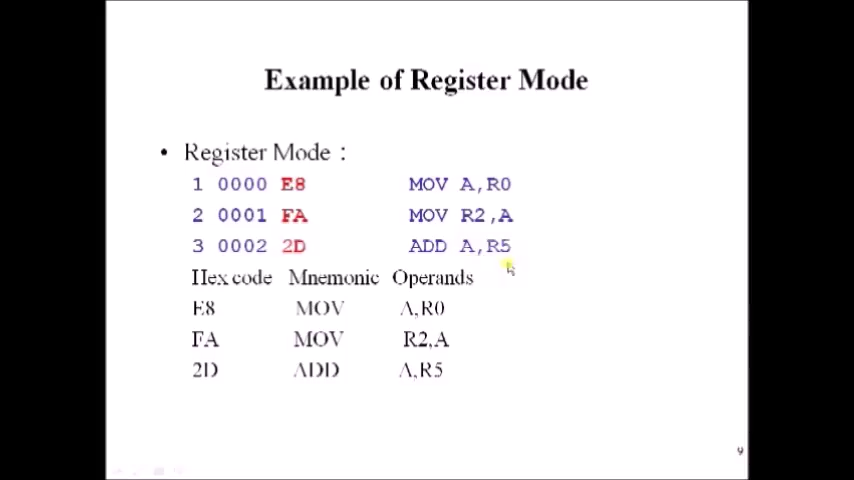 Example of Register Mode
• Register Mode :
1 0000 E8 MOV A,R0
2 0001 FA MOV R2,A
3 0002 2D ADD A,R5
Hex code Mnemonic Operands
E8 MOV A,R0
FA MOV R2,A
2D ADD A,R5
9